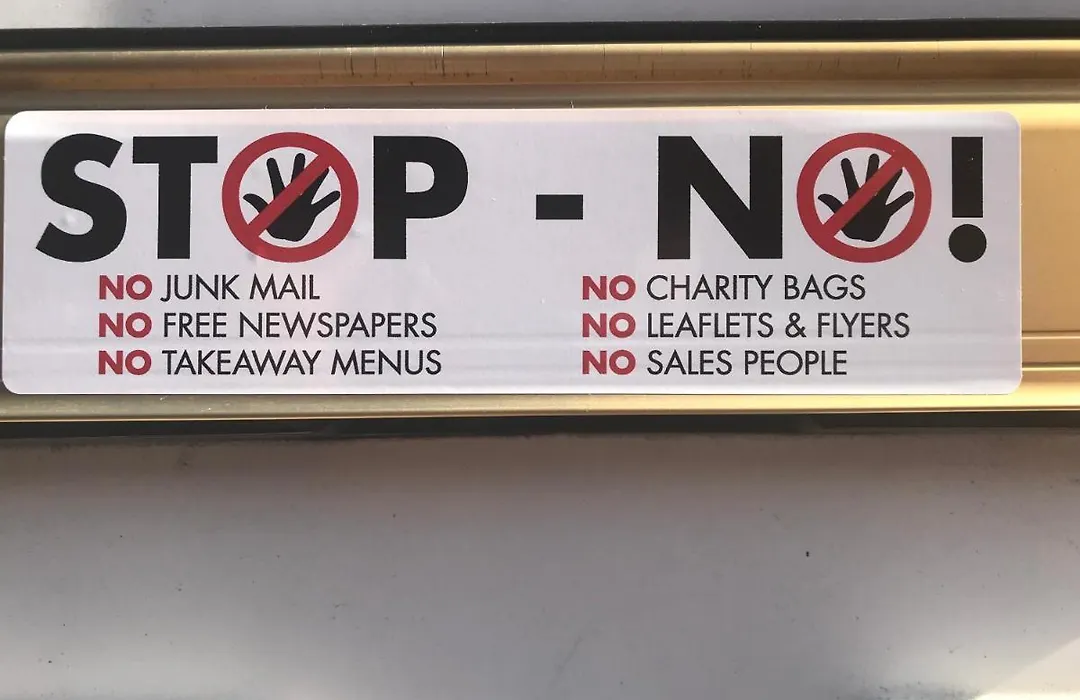 STOP - NO!
NO JUNK MAIL
NO FREE NEWSPAPERS
NO TAKEAWAY MENUS
NO CHARITY BAGS
NO LEAFLETS & FLYERS
NO SALES PEOPLE